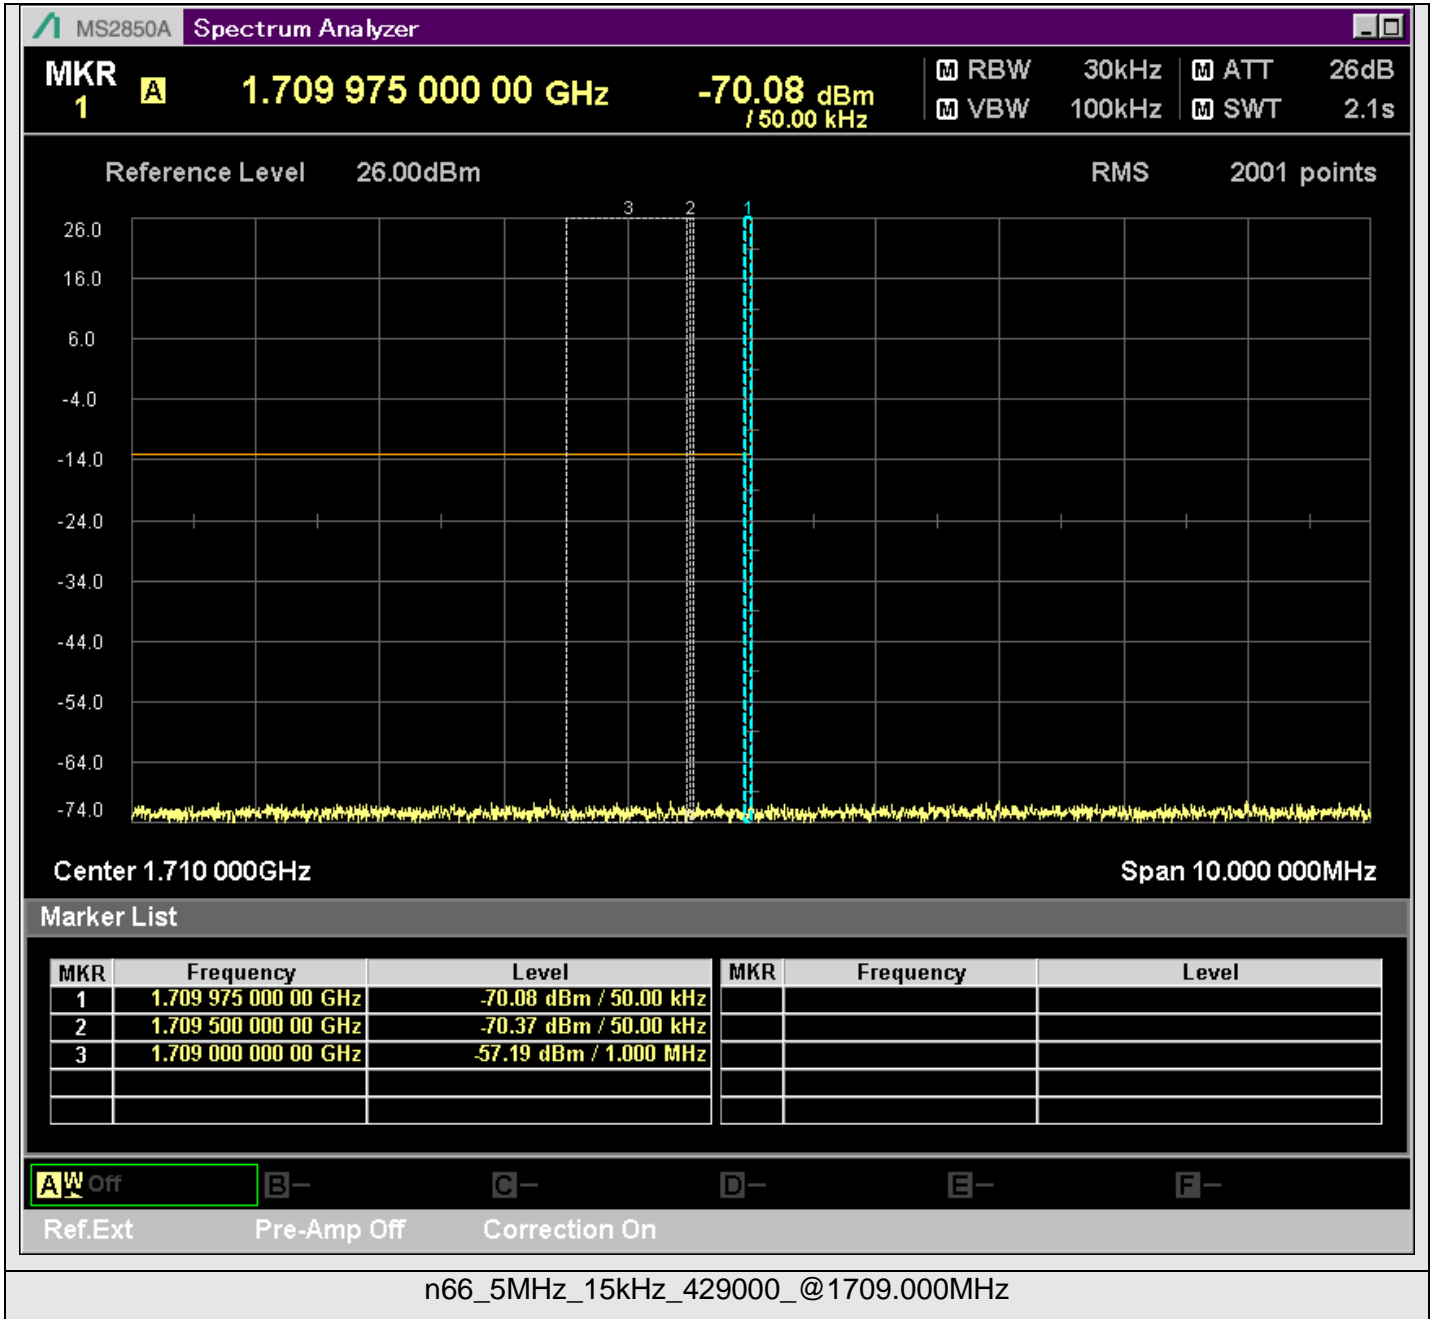 MS2850A Spectrum Analyzer
MKR 1 A 1.709 975 000 00 GHz -70.08 dBm / 50.00 kHz
M RBW 30kHz M ATT 26dB
M VBW 100kHz M SWT 2.1s
Reference Level 26.00dBm RMS 2001 points
3 2 1
26.0
16.0
6.0
-4.0
-14.0
-24.0
-34.0
-44.0
-54.0
-64.0
-74.0
Center 1.710 000GHz Span 10.000 000MHz
Marker List
MKR Frequency Level MKR Frequency Level
1 1.709 975 000 00 GHz -70.08 dBm / 50.00 kHz
2 1.709 500 000 00 GHz -70.37 dBm / 50.00 kHz
3 1.709 000 000 00 GHz -57.19 dBm / 1.000 MHz
A W Off B – C – D – E – F –
Ref.Ext Pre-Amp Off Correction On
n66_5MHz_15kHz_429000_@1709.000MHz